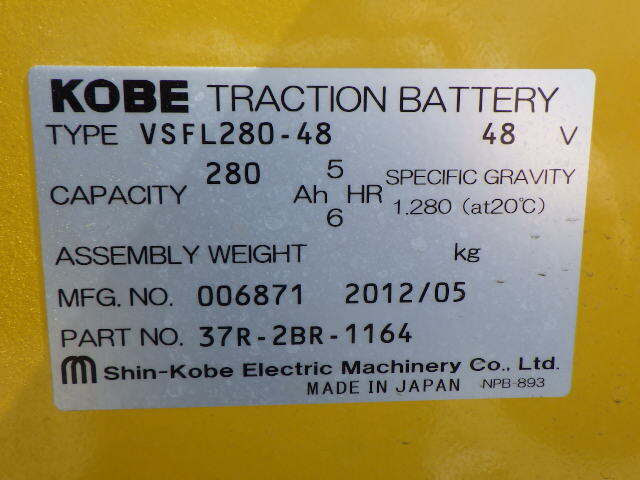 KOBE TRACTION BATTERY
TYPE VSFL280-48 48 V
CAPACITY 280 Ah 5 HR SPECIFIC GRAVITY
6 1.280 (at20℃)
ASSEMBLY WEIGHT kg
MFG. NO. 006871 2012/05
PART NO. 37R-2BR-1164
Shin-Kobe Electric Machinery Co., Ltd.
MADE IN JAPAN NPB-893